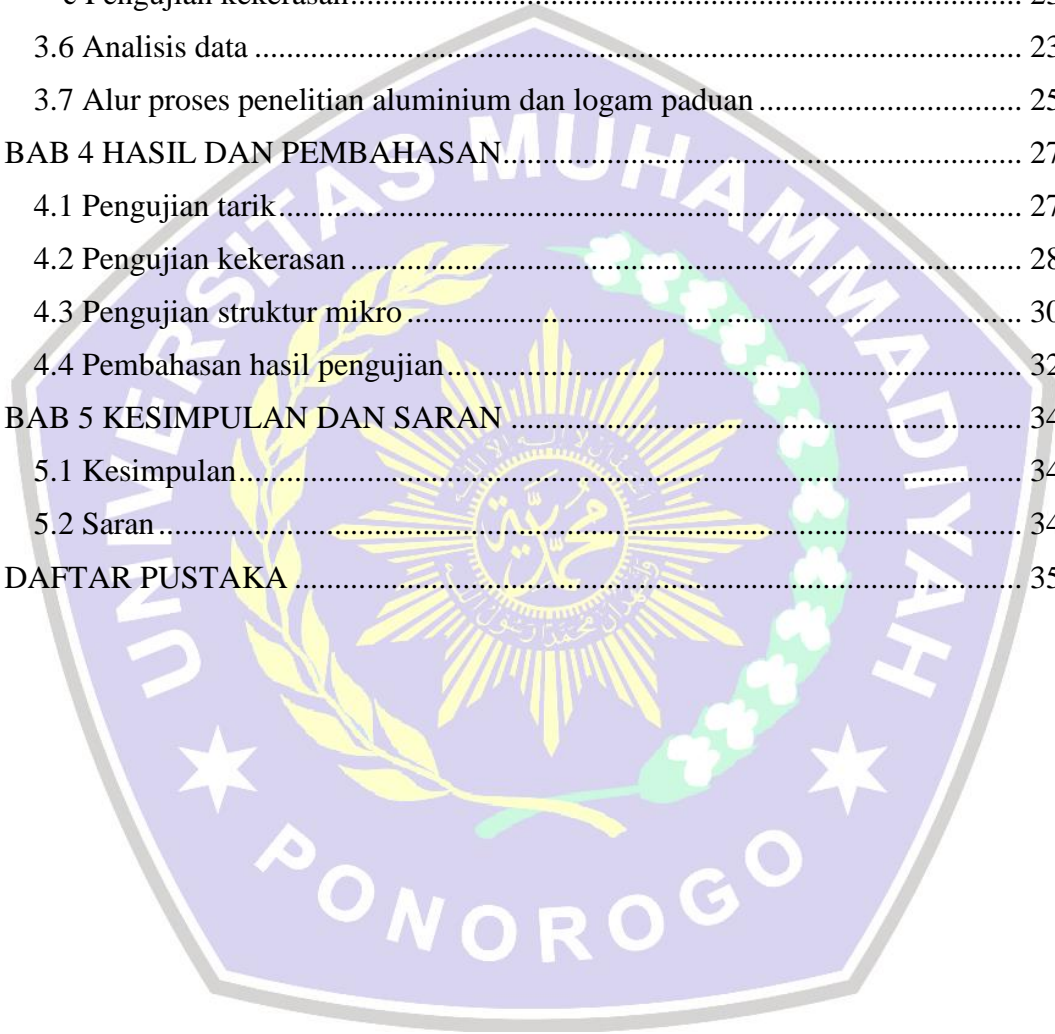 3.6 Analisis data ........ 23
3.7 Alur proses penelitian aluminium dan logam paduan ........ 25
BAB 4 HASIL DAN PEMBAHASAN ........ 27
4.1 Pengujian tarik ........ 27
4.2 Pengujian kekerasan ........ 28
4.3 Pengujian struktur mikro ........ 30
4.4 Pembahasan hasil pengujian ........ 32
BAB 5 KESIMPULAN DAN SARAN ........ 34
5.1 Kesimpulan ........ 34
5.2 Saran ........ 34
DAFTAR PUSTAKA ........ 35
UNIVERSITAS MUHAMMADIYAH
PONOROGO
محمدية